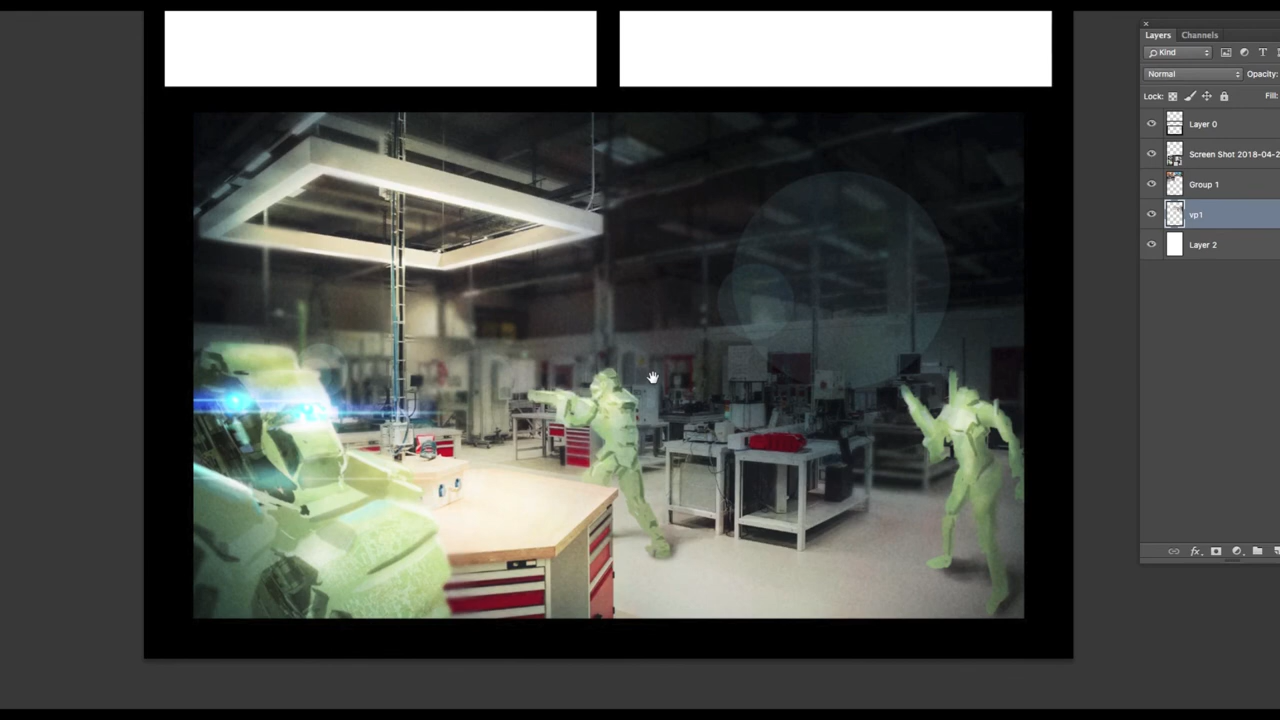 Layers Channels
Kind
Normal Opacity:
Lock: Fill:
Layer 0
Screen Shot 2018-04-2
Group 1
vp1
Layer 2
fx